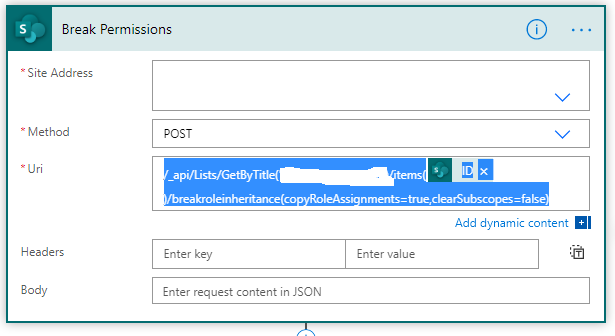 Break Permissions
* Site Address
* Method
POST
* Uri
/_api/Lists/GetByTitle('
/items( ID ×
)/breakroleinheritance(copyRoleAssignments=true,clearSubscopes=false)
Add dynamic content
Headers
Enter key
Enter value
Body
Enter request content in JSON